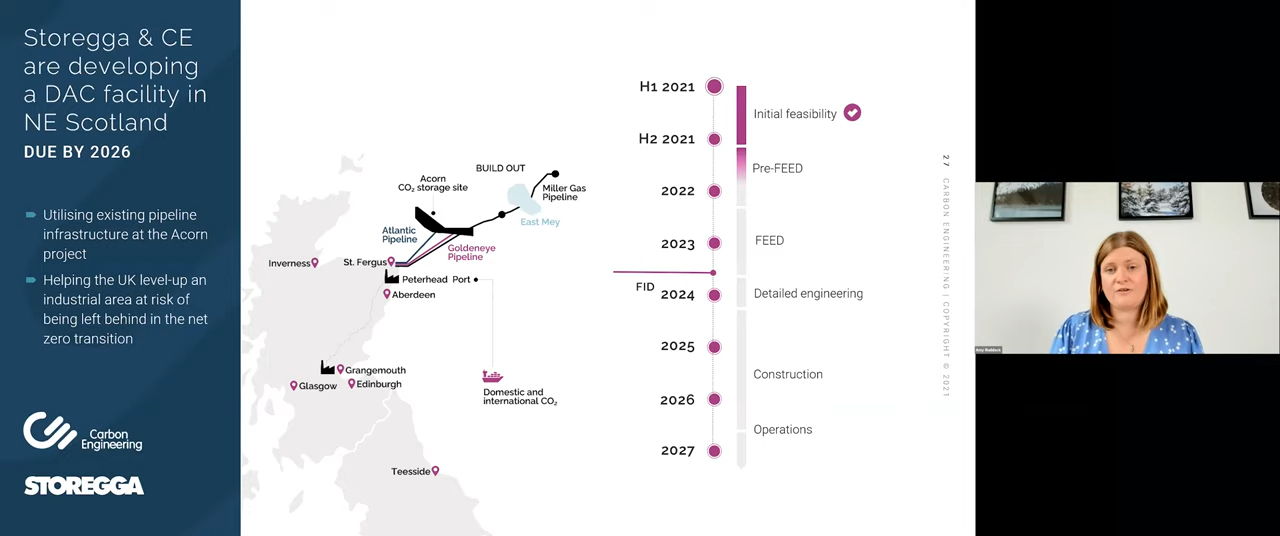 Storegga & CE
are developing
a DAC facility in
NE Scotland
DUE BY 2026
Utilising existing pipeline
infrastructure at the Acorn
project
Helping the UK level-up an
industrial area at risk of
being left behind in the net
zero transition
Carbon
Engineering
STOREGGA
BUILD OUT
Acorn
CO₂ storage site
Miller Gas
Pipeline
East Mey
Atlantic
Pipeline
Goldeneye
Pipeline
Inverness
St. Fergus
Peterhead Port
Aberdeen
Grangemouth
Glasgow
Edinburgh
Domestic and
international CO₂
Teesside
H1 2021
Initial feasibility
H2 2021
Pre-FEED
2022
2023
FEED
FID
2024
Detailed engineering
2025
Construction
2026
Operations
2027
27 CARBON ENGINEERING | COPYRIGHT © 2021